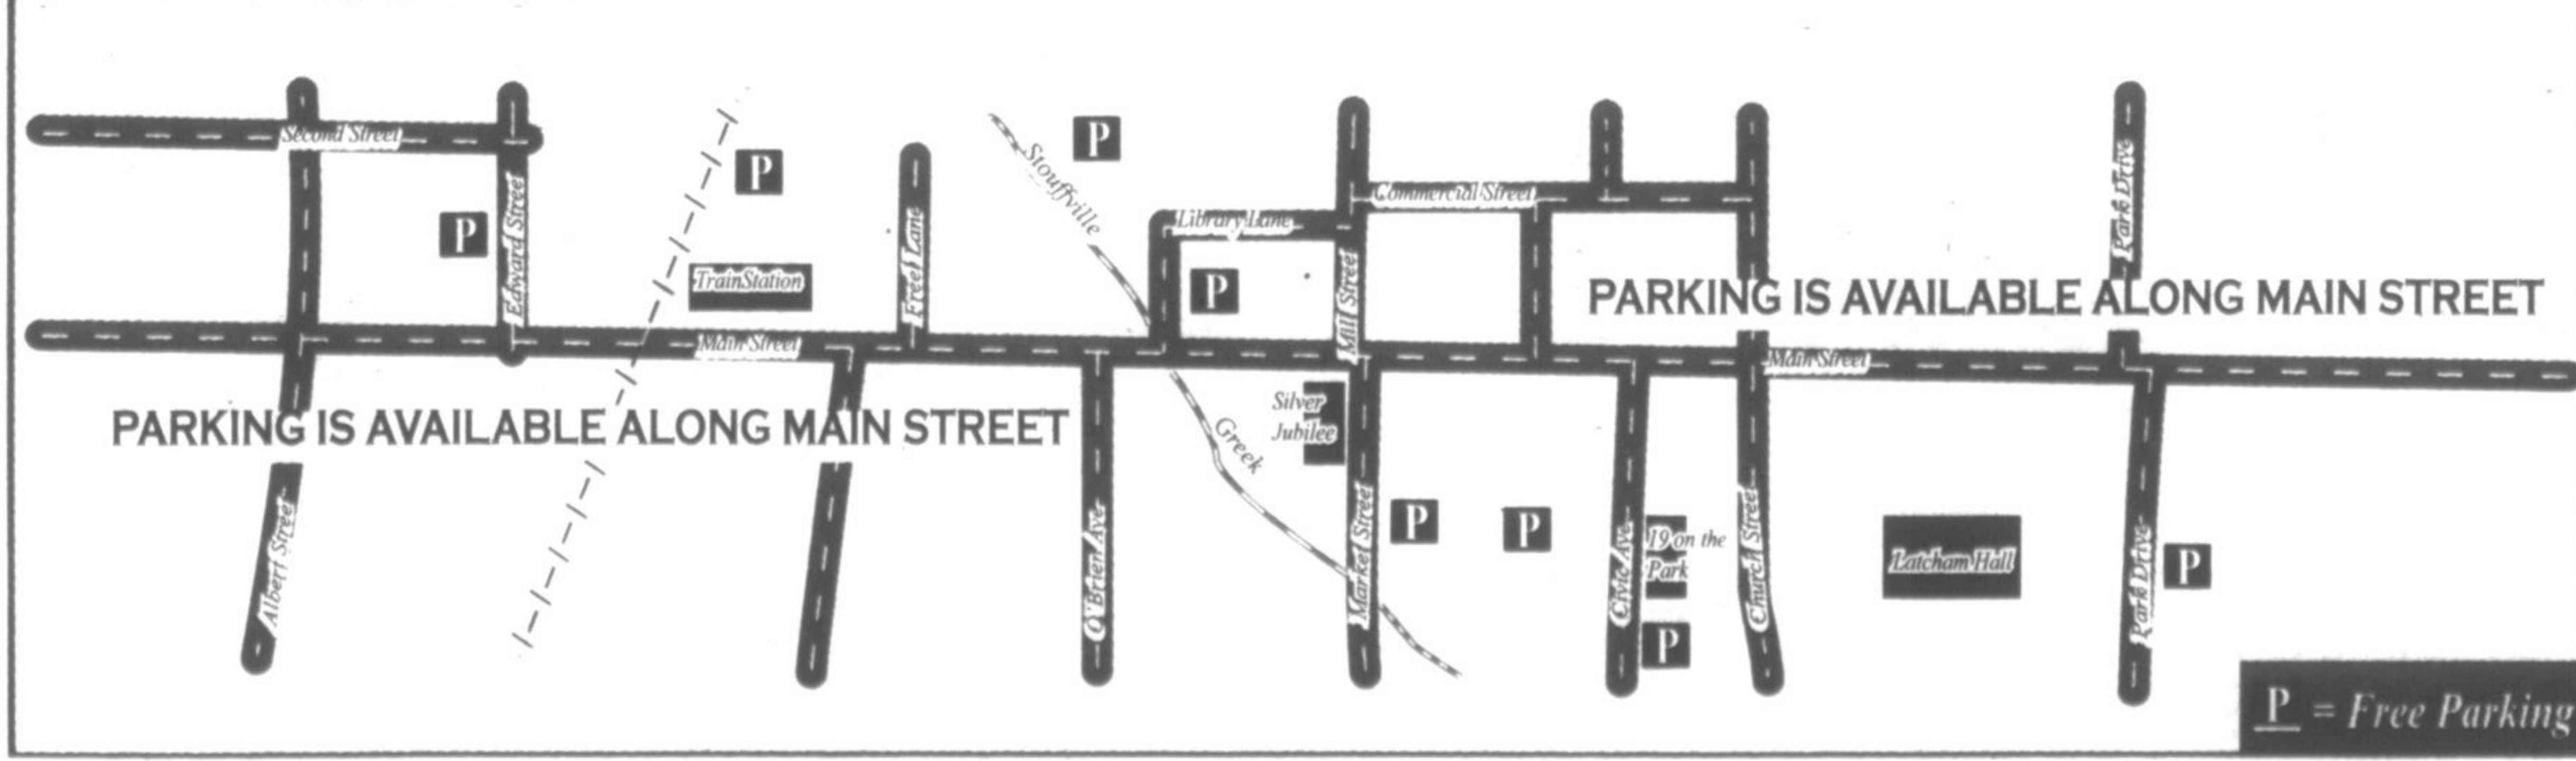 Second Street
Edward Street
P
P
TrainStation
Freel Lane
Stouffville
P
Library Lane
P
Mill Street
Commercial Street
Park Drive
PARKING IS AVAILABLE ALONG MAIN STREET
Main Street
Main Street
PARKING IS AVAILABLE ALONG MAIN STREET
Albert Street
O'Brien Ave
Greek
Silver
Jubilee
Market Street
P
P
Civic Ave
19 on the
Park
P
Church Street
Latcham Hall
Park Drive
P
P = Free Parking